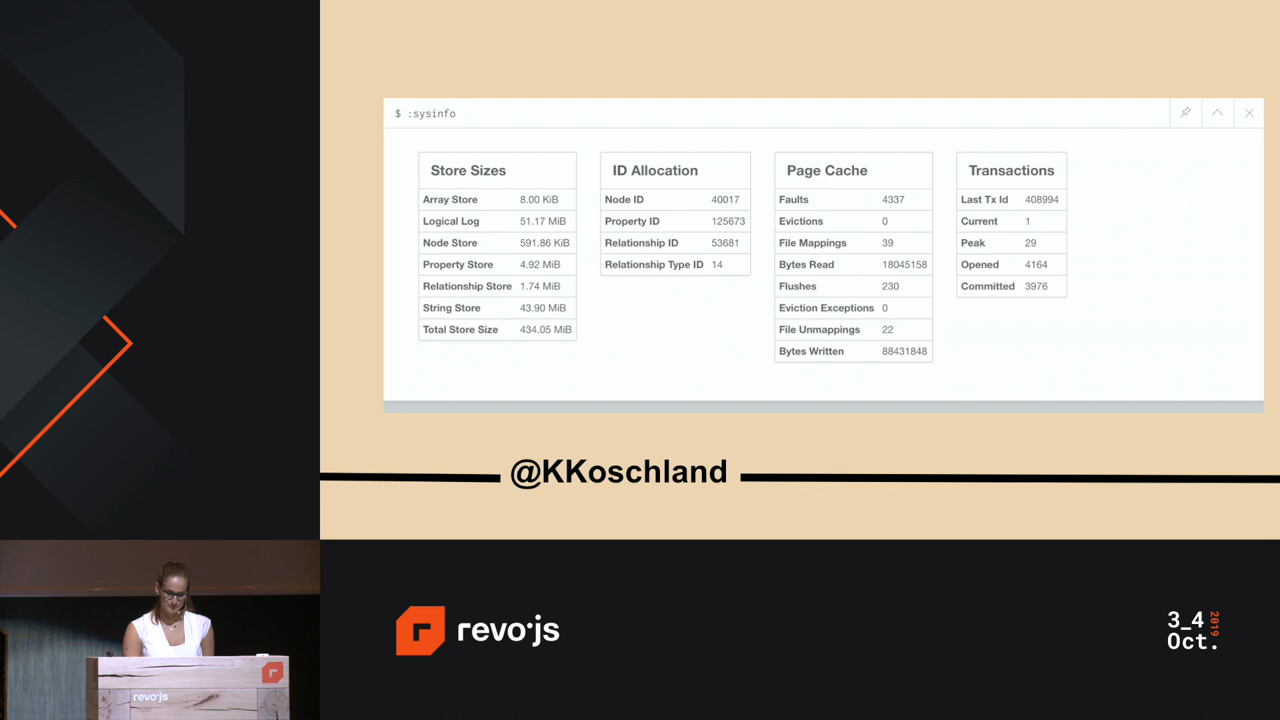 $ :sysinfo
Store Sizes
Array Store 8.00 KiB
Logical Log 51.17 MiB
Node Store 591.86 KiB
Property Store 4.92 MiB
Relationship Store 1.74 MiB
String Store 43.90 MiB
Total Store Size 434.05 MiB
ID Allocation
Node ID 40017
Property ID 125673
Relationship ID 53681
Relationship Type ID 14
Page Cache
Faults 4337
Evictions 0
File Mappings 39
Bytes Read 18045158
Flushes 230
Eviction Exceptions 0
File Unmappings 22
Bytes Written 88431848
Transactions
Last Tx Id 408994
Current 1
Peak 29
Opened 4164
Committed 3976
@KKoschland
revo.js
revo.js
3_4 2019
Oct.